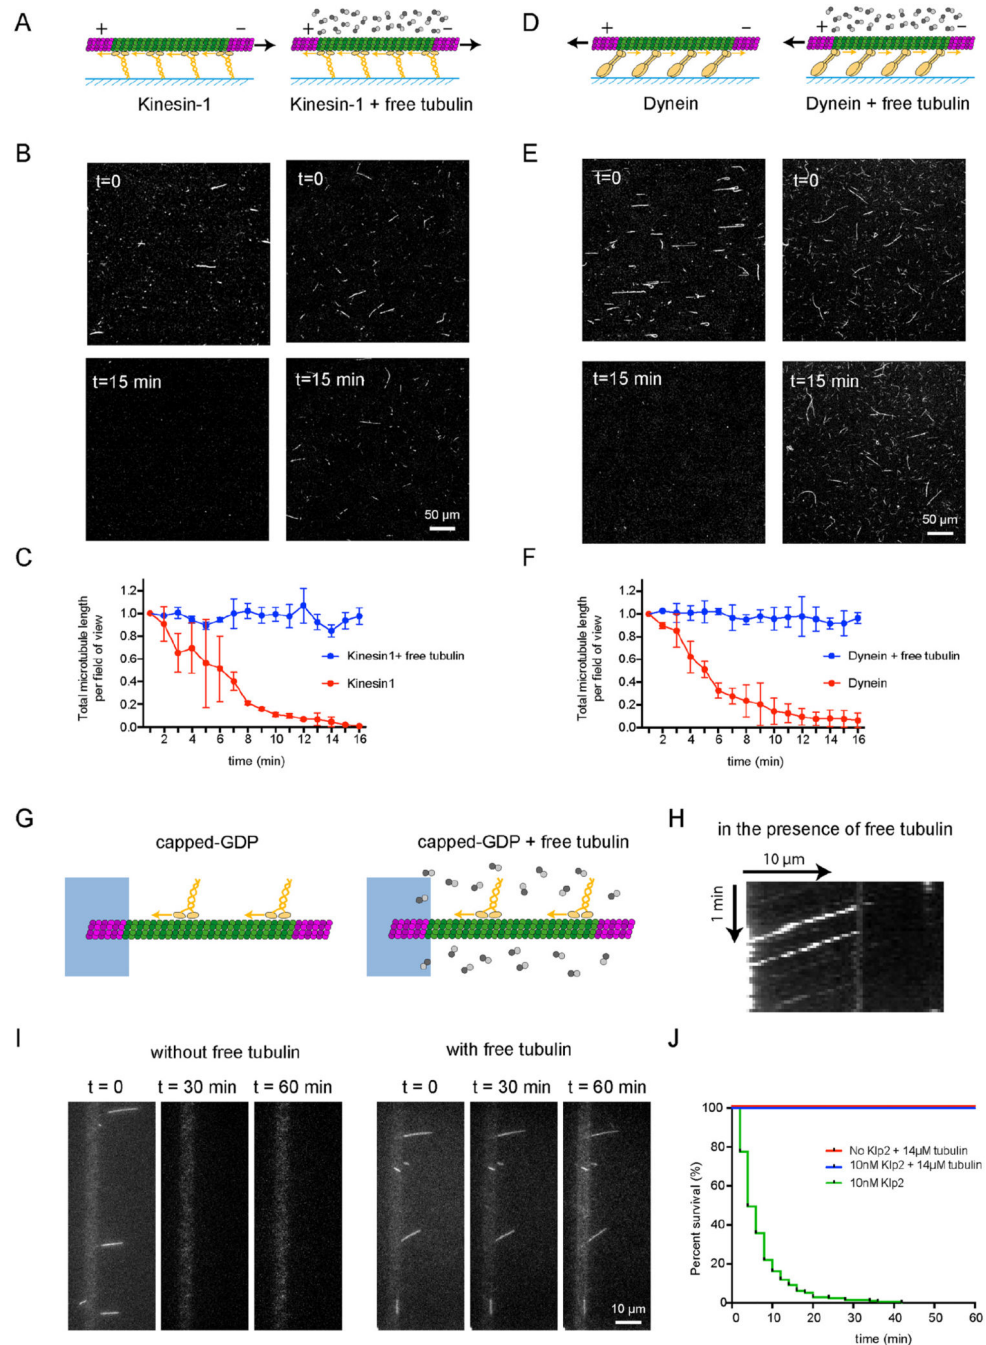 A
+
−
+
−
Kinesin-1
Kinesin-1 + free tubulin
D
+
−
+
−
Dynein
Dynein + free tubulin
B
t=0
t=0
t=15 min
t=15 min
50 µm
E
t=0
t=0
t=15 min
t=15 min
50 µm
C
Total microtubule length
per field of view
1.2
1.0
0.8
0.6
0.4
0.2
0.0
Kinesin1+ free tubulin
Kinesin1
2 4 6 8 10 12 14 16
time (min)
F
Total microtubule length
per field of view
1.2
1.0
0.8
0.6
0.4
0.2
0.0
Dynein + free tubulin
Dynein
2 4 6 8 10 12 14 16
time (min)
G
capped-GDP
capped-GDP + free tubulin
H
in the presence of free tubulin
10 µm
1 min
I
without free tubulin
t = 0 t = 30 min t = 60 min
with free tubulin
t = 0 t = 30 min t = 60 min
10 µm
J
Percent survival (%)
100
80
60
40
20
0
No Klp2 + 14µM tubulin
10nM Klp2 + 14µM tubulin
10nM Klp2
0 10 20 30 40 50 60
time (min)